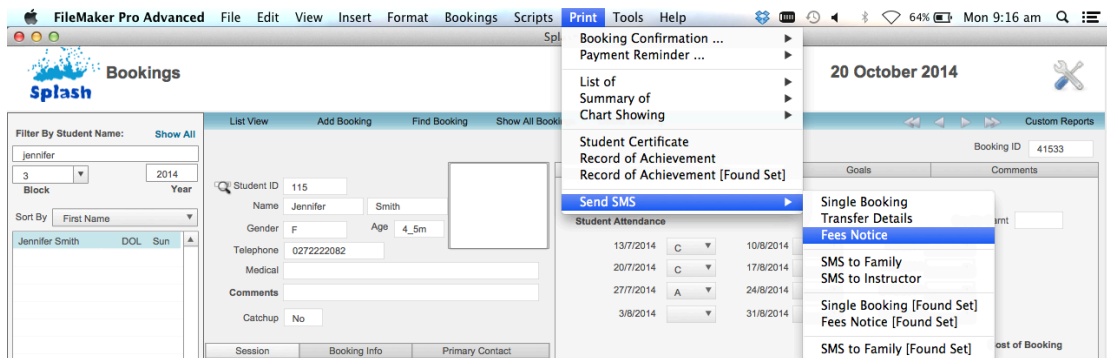 FileMaker Pro Advanced File Edit View Insert Format Bookings Scripts Print Tools Help 64% Mon 9:16 am
Bookings
Splash
20 October 2014
Booking Confirmation ...
Payment Reminder ...
List of
Summary of
Chart Showing
Student Certificate
Record of Achievement
Record of Achievement [Found Set]
Send SMS
Single Booking
Transfer Details
Fees Notice
SMS to Family
SMS to Instructor
Single Booking [Found Set]
Fees Notice [Found Set]
SMS to Family [Found Set]
List View Add Booking Find Booking Custom Reports
Filter By Student Name: Show All
jennifer
3 2014
Block Year
Sort By First Name
Jennifer Smith DOL Sun
Booking ID 41533
Goals Comments
Student ID 115
Name Jennifer Smith
Gender F Age 4_5m
Telephone 0272222082
Medical
Comments
Catchup No
Session Booking Info Primary Contact
Student Attendance
13/7/2014 C 10/8/2014
20/7/2014 C 17/8/2014
27/7/2014 A 24/8/2014
3/8/2014 31/8/2014
of Booking